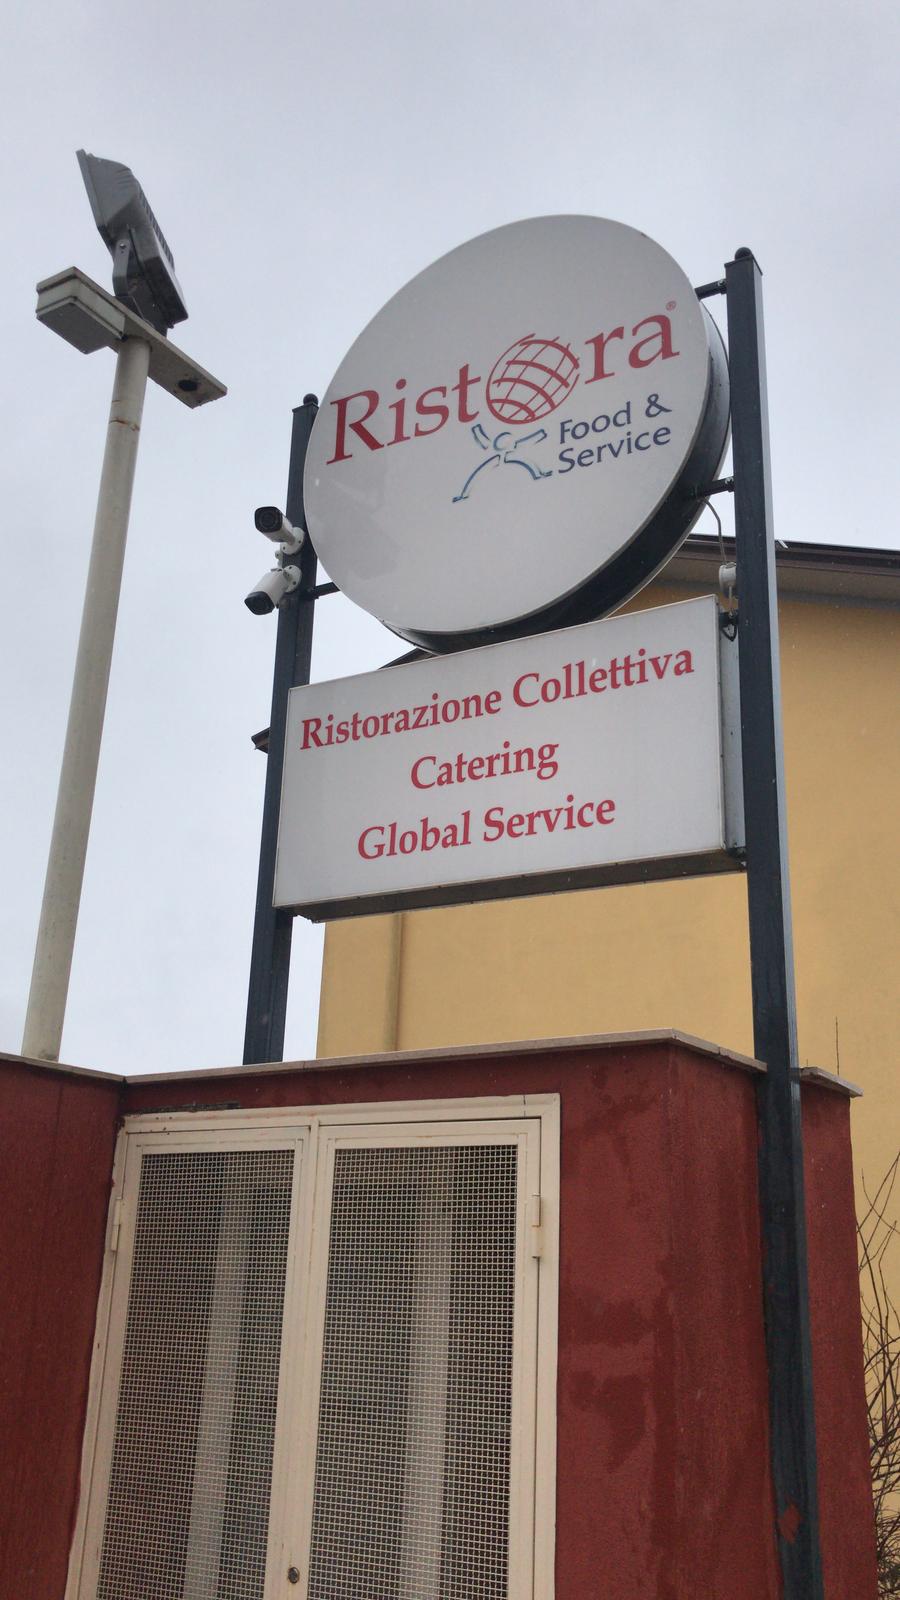 Ristora®
Food &
Service
Ristorazione Collettiva
Catering
Global Service